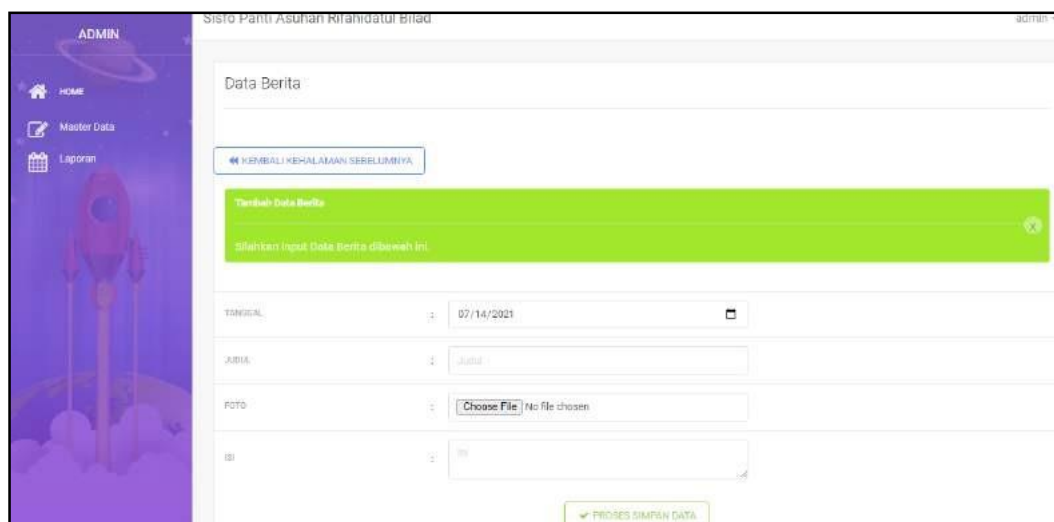 Sisfo Panti Asuhan Rifahidatul Bilad
admin
ADMIN
HOME
Master Data
Laporan
Data Berita
KEMBALI KEHALAMAN SEBELUMNYA
Tambah Data Berita
Silahkan Input Data Berita dibawah ini.
x
TANGGAL : 07/14/2021
JUDUL : Judul
FOTO : Choose File No file chosen
ISI : Isi
PROSES SIMPAN DATA